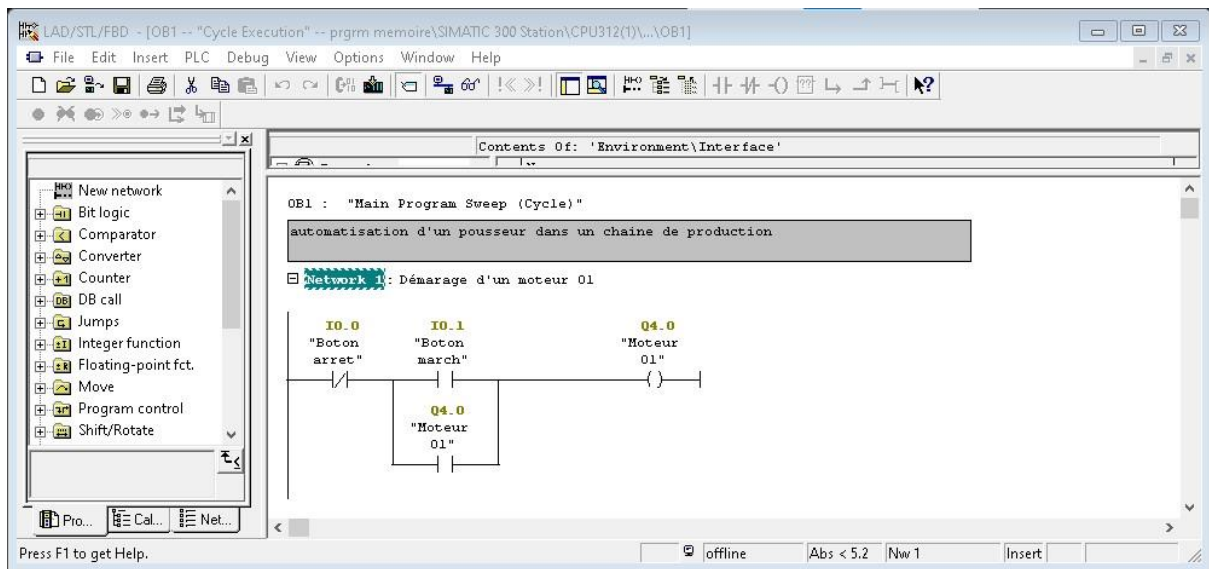 LAD/STL/FBD - [OB1 -- "Cycle Execution" -- prgrm memoire\SIMATIC 300 Station\CPU312(1)\...\OB1]
File Edit Insert PLC Debug View Options Window Help
Contents Of: 'Environment\Interface'
New network
Bit logic
Comparator
Converter
Counter
DB call
Jumps
Integer function
Floating-point fct.
Move
Program control
Shift/Rotate
Pro... Cal... Net...
OB1 : "Main Program Sweep (Cycle)"
automatisation d'un pousseur dans un chaine de production
Network 1: Démarage d'un moteur 01
I0.0 I0.1 Q4.0
"Boton "Boton "Moteur
arret" march" 01"
Q4.0
"Moteur
01"
Press F1 to get Help. offline Abs < 5.2 Nw 1 Insert